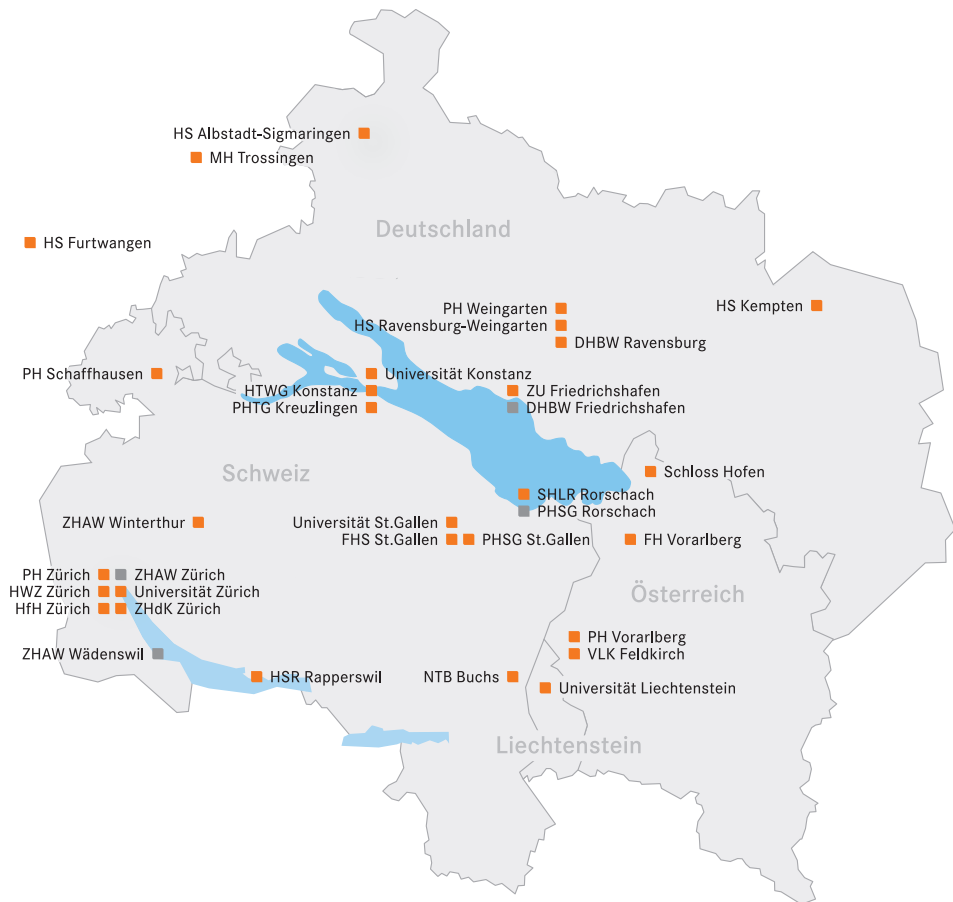 HS Albstadt-Sigmaringen
MH Trossingen
Deutschland
HS Furtwangen
PH Weingarten
HS Kempten
HS Ravensburg-Weingarten
DHBW Ravensburg
PH Schaffhausen
Universität Konstanz
HTWG Konstanz
ZU Friedrichshafen
PHTG Kreuzlingen
DHBW Friedrichshafen
Schweiz
Schloss Hofen
SHLR Rorschach
PHSG Rorschach
ZHAW Winterthur
Universität St.Gallen
FHS St.Gallen
PHSG St.Gallen
FH Vorarlberg
PH Zürich
ZHAW Zürich
HWZ Zürich
Universität Zürich
Österreich
HfH Zürich
ZHdK Zürich
PH Vorarlberg
ZHAW Wädenswil
VLK Feldkirch
HSR Rapperswil
NTB Buchs
Universität Liechtenstein
Liechtenstein